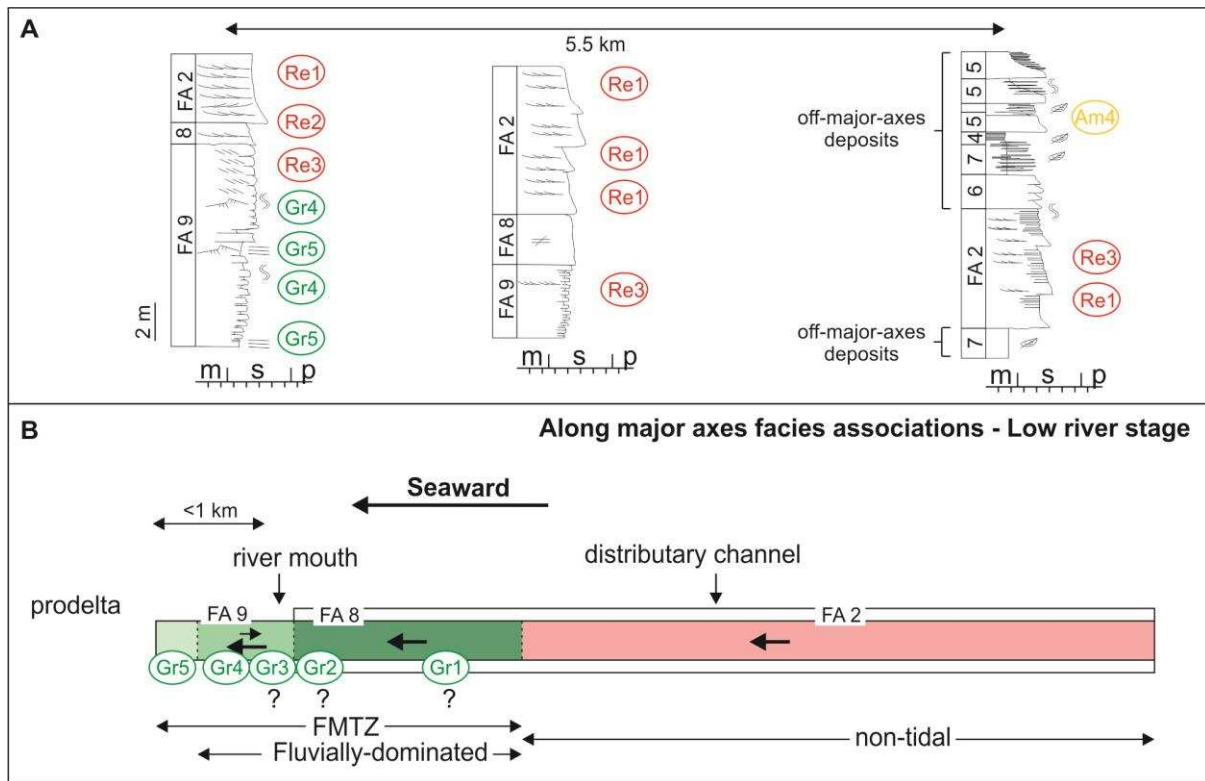 A
5.5 km
FA 2
8
FA 9
Re1
Re2
Re3
Gr4
Gr5
Gr4
Gr5
2 m
m s p
FA 2
FA 8
FA 9
Re1
Re1
Re1
Re3
m s p
off-major-axes
deposits
off-major-axes
deposits
5
5
5
4
7
6
FA 2
7
Am4
Re3
Re1
m s p
B
Along major axes facies associations - Low river stage
Seaward
<1 km
river mouth
distributary channel
prodelta
FA 9
FA 8
FA 2
Gr5
Gr4
Gr3
Gr2
Gr1
? ? ?
FMTZ
Fluvially-dominated
non-tidal